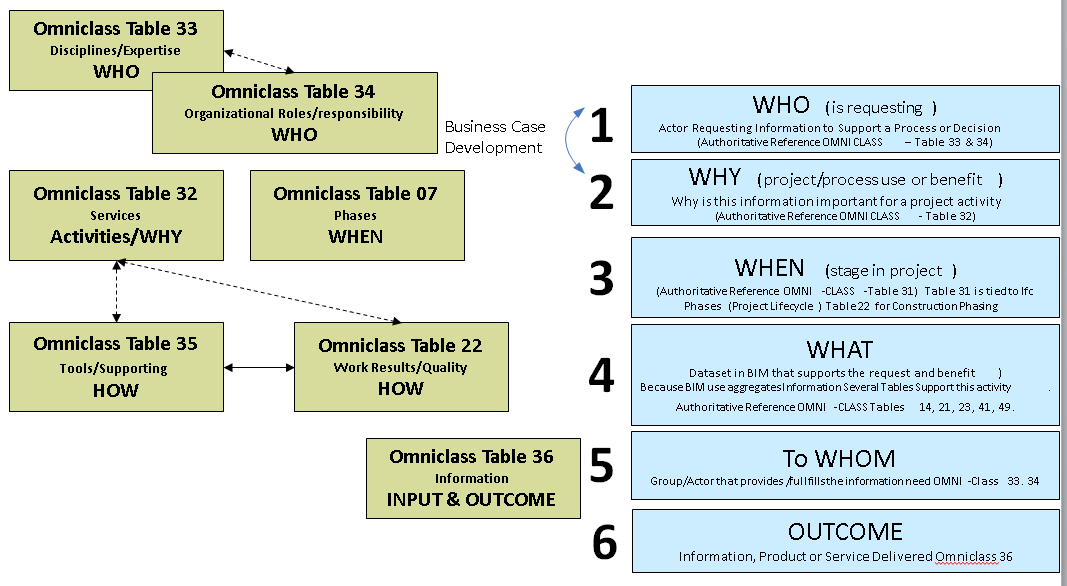 Omniclass Table 33
Disciplines/Expertise
WHO
Omniclass Table 34
Organizational Roles/responsibility
WHO
Business Case
Development
Omniclass Table 32
Services
Activities/WHY
Omniclass Table 07
Phases
WHEN
Omniclass Table 35
Tools/Supporting
HOW
Omniclass Table 22
Work Results/Quality
HOW
Omniclass Table 36
Information
INPUT & OUTCOME
1
WHO (is requesting )
Actor Requesting Information to Support a Process or Decision
(Authoritative Reference OMNI CLASS – Table 33 & 34)
2
WHY (project/process use or benefit )
Why is this information important for a project activity
(Authoritative Reference OMNI CLASS - Table 32)
3
WHEN (stage in project )
(Authoritative Reference OMNI -CLASS -Table 31) Table 31 is tied to Ifc
Phases (Project Lifecycle ) Table 22 for Construction Phasing
4
WHAT
Dataset in BIM that supports the request and benefit )
Because BIM use aggregates Information Several Tables Support this activity .
Authoritative Reference OMNI -CLASS Tables 14, 21, 23, 41, 49.
5
To WHOM
Group/Actor that provides /full fills the information need OMNI -Class 33. 34
6
OUTCOME
Information, Product or Service Delivered Omniclass 36